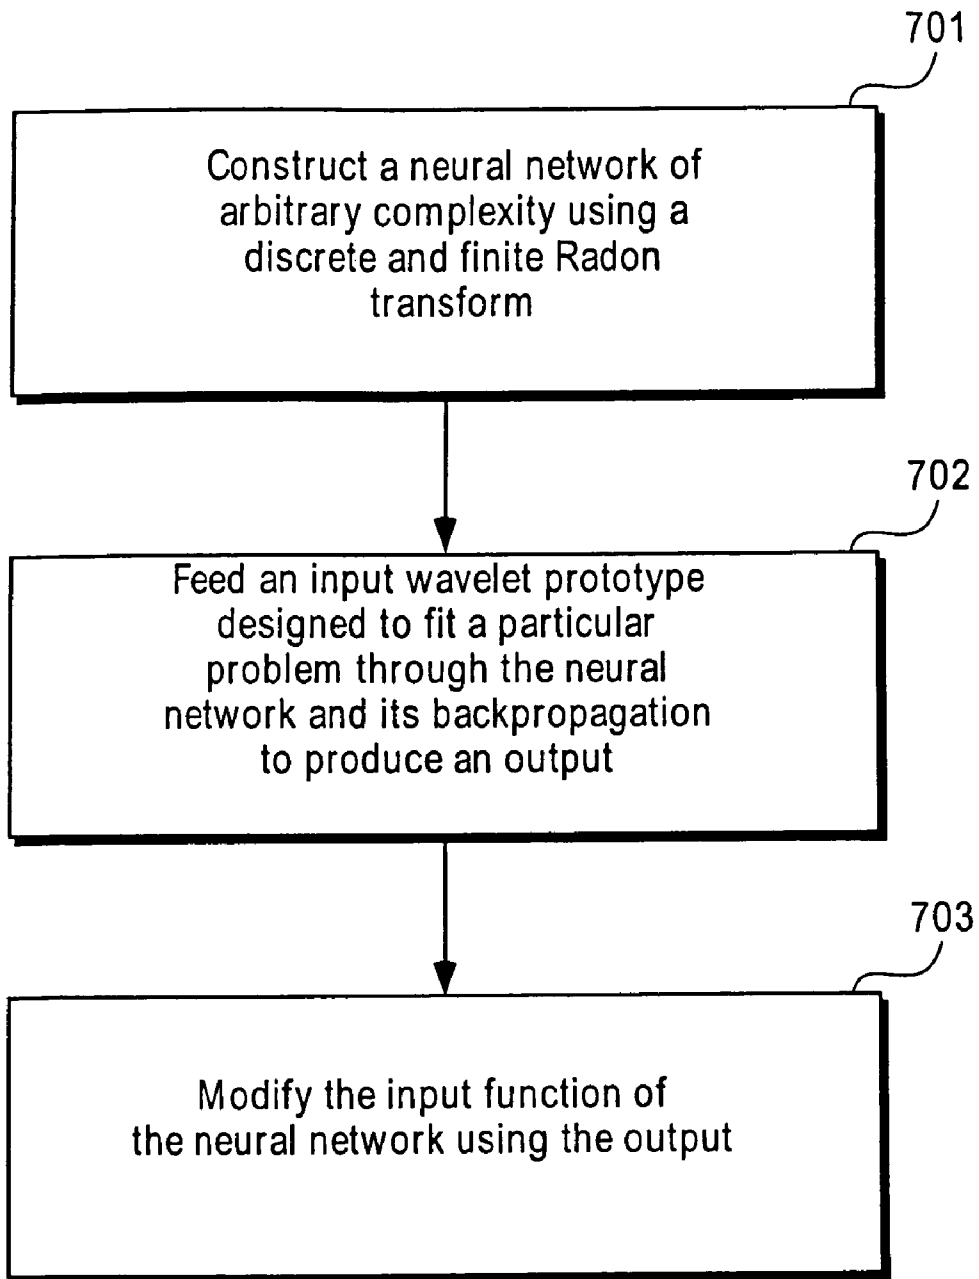 701
Construct a neural network of
arbitrary complexity using a
discrete and finite Radon
transform
702
Feed an input wavelet prototype
designed to fit a particular
problem through the neural
network and its backpropagation
to produce an output
703
Modify the input function of
the neural network using the output